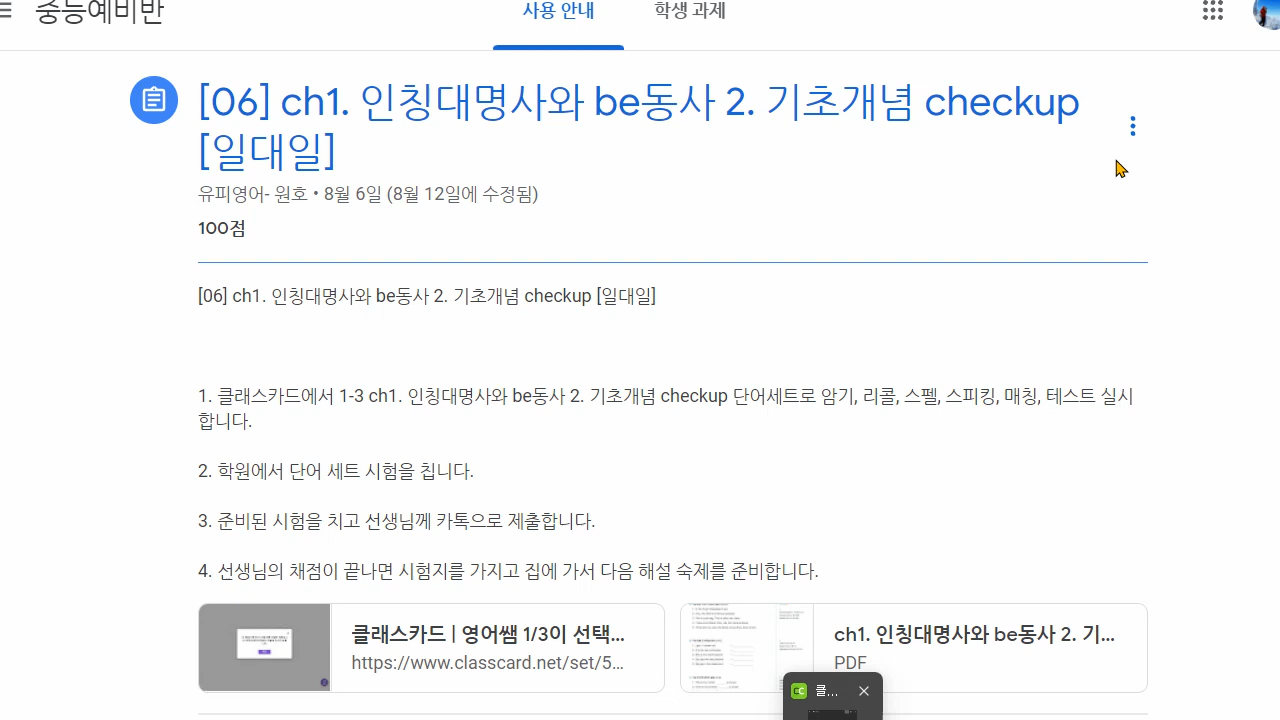 중등예비반
사용 안내
학생 과제
[06] ch1. 인칭대명사와 be동사 2. 기초개념 checkup
[일대일]
유피영어- 원호 • 8월 6일 (8월 12일에 수정됨)
100점
[06] ch1. 인칭대명사와 be동사 2. 기초개념 checkup [일대일]
1. 클래스카드에서 1-3 ch1. 인칭대명사와 be동사 2. 기초개념 checkup 단어세트로 암기, 리콜, 스펠, 스피킹, 매칭, 테스트 실시
합니다.
2. 학원에서 단어 세트 시험을 칩니다.
3. 준비된 시험을 치고 선생님께 카톡으로 제출합니다.
4. 선생님의 채점이 끝나면 시험지를 가지고 집에 가서 다음 해설 숙제를 준비합니다.
클래스카드 | 영어쌤 1/3이 선택...
https://www.classcard.net/set/5...
ch1. 인칭대명사와 be동사 2. 기...
PDF
CC 클...